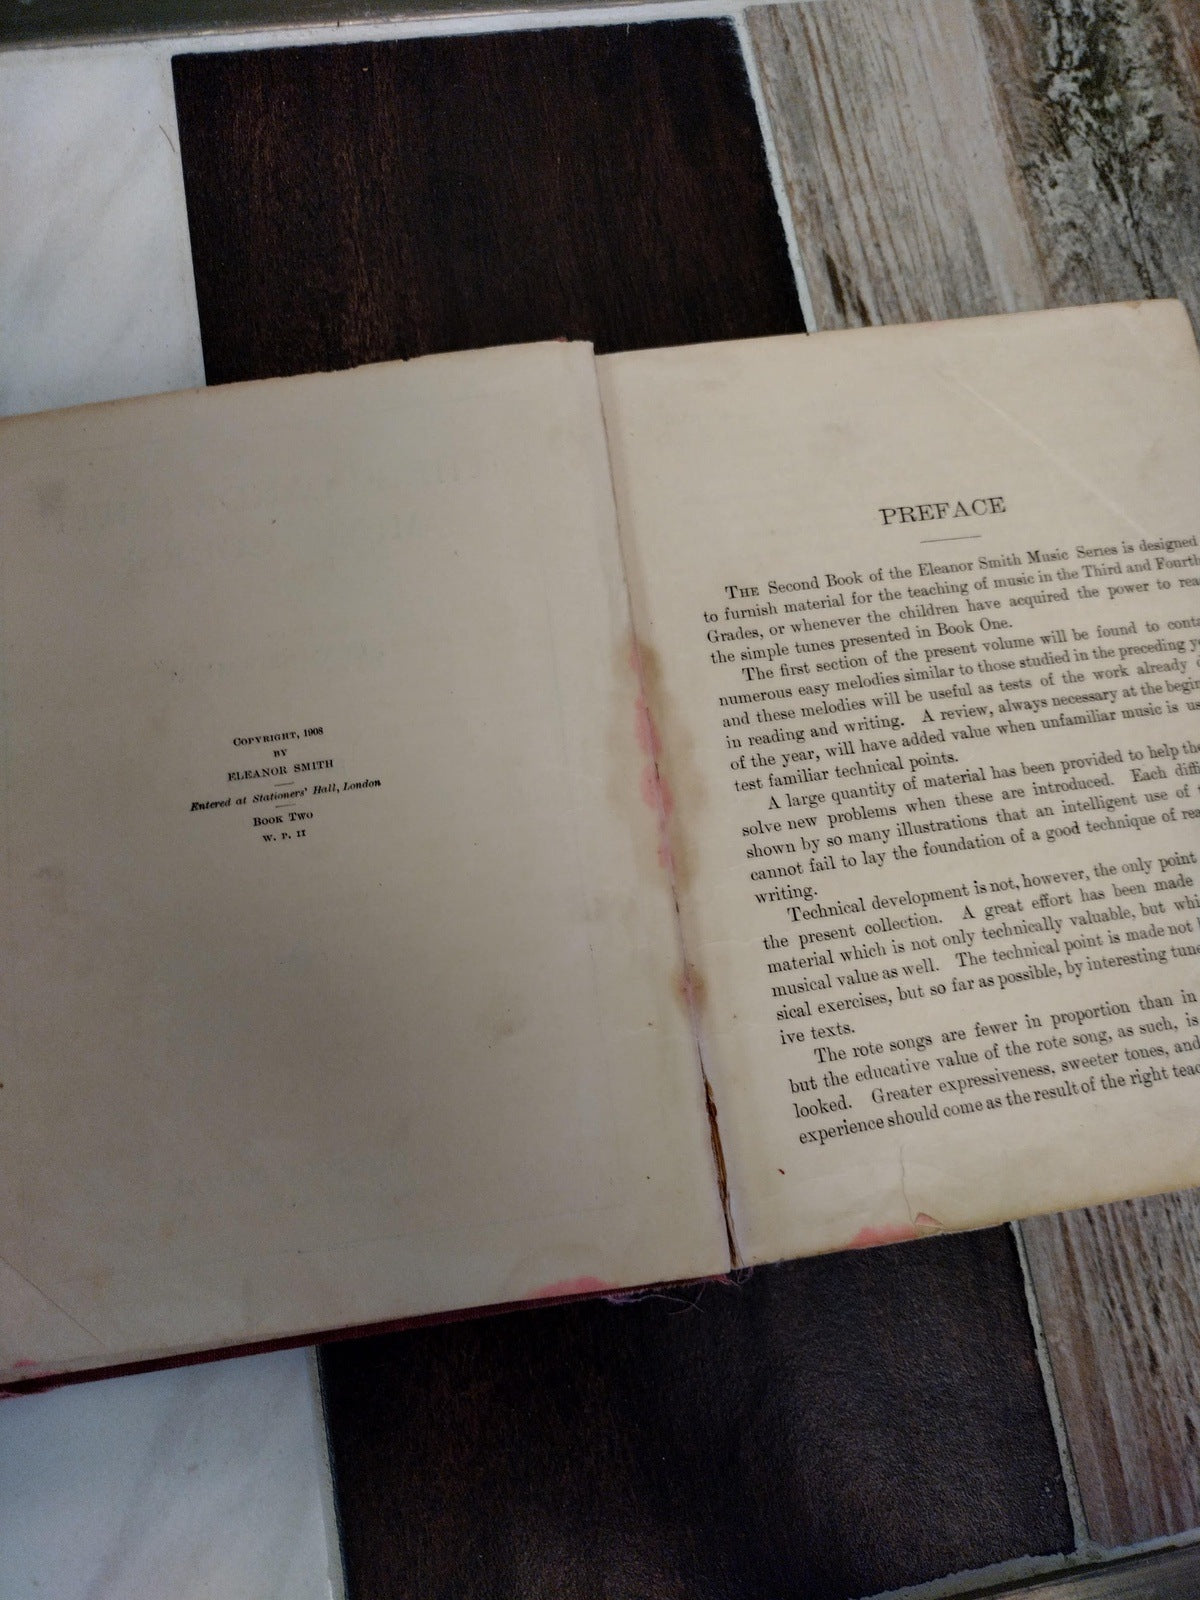 COPYRIGHT, 1908
BY
ELEANOR SMITH
Entered at Stationers' Hall, London
BOOK TWO
W. P. II
PREFACE
THE Second Book of the Eleanor Smith Music Series is designed
to furnish material for the teaching of music in the Third and Fourth
Grades, or whenever the children have acquired the power to rea
the simple tunes presented in Book One.
The first section of the present volume will be found to conta
numerous easy melodies similar to those studied in the preceding y
and these melodies will be useful as tests of the work already
in reading and writing. A review, always necessary at the begin
of the year, will have added value when unfamiliar music is us
test familiar technical points.
A large quantity of material has been provided to help the
solve new problems when these are introduced. Each diffi
shown by so many illustrations that an intelligent use of
cannot fail to lay the foundation of a good technique of rea
writing.
Technical development is not, however, the only point
the present collection. A great effort has been made
material which is not only technically valuable, but whi
musical value as well. The technical point is made not
sical exercises, but so far as possible, by interesting tune
ive texts.
The rote songs are fewer in proportion than in
but the educative value of the rote song, as such, is
looked. Greater expressiveness, sweeter tones, and
experience should come as the result of the right teac